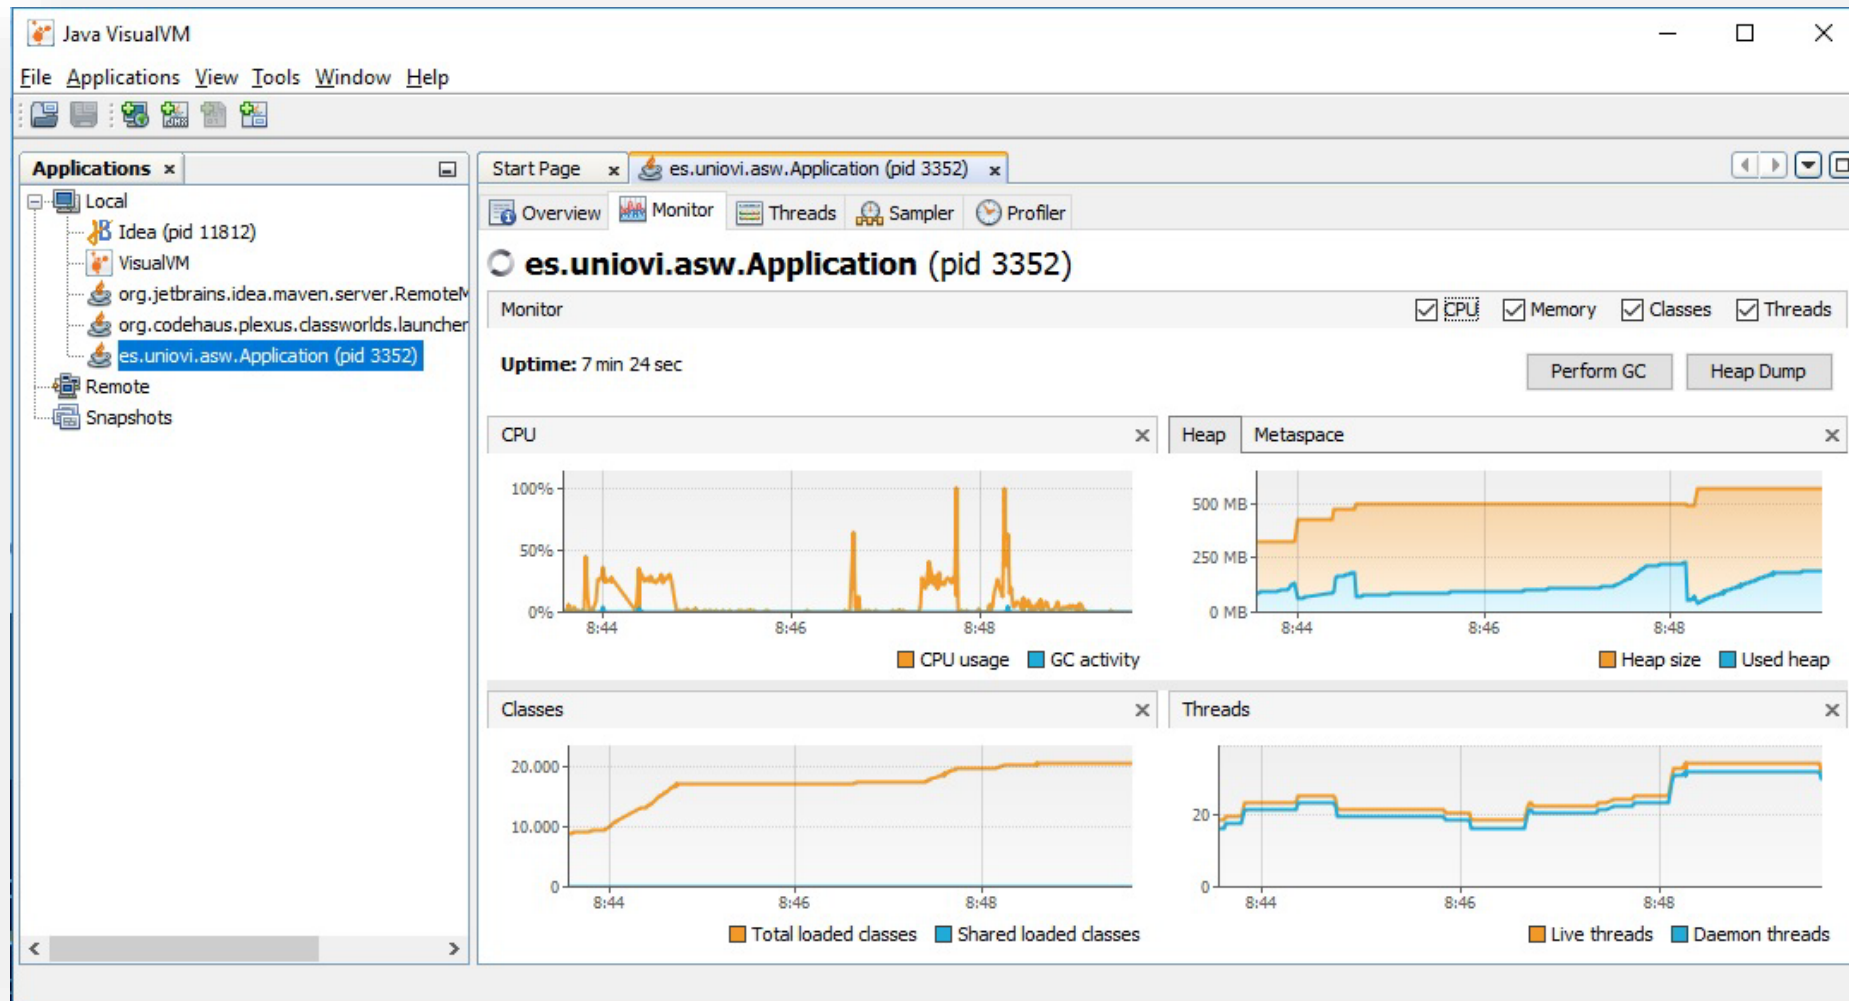 Java VisualVM
File Applications View Tools Window Help
Applications
Start Page
es.uniovi.asw.Application (pid 3352)
Local
Idea (pid 11812)
VisualVM
org.jetbrains.idea.maven.server.RemoteM
org.codehaus.plexus.classworlds.launcher
es.uniovi.asw.Application (pid 3352)
Remote
Snapshots
Overview Monitor Threads Sampler Profiler
es.uniovi.asw.Application (pid 3352)
Monitor
CPU Memory Classes Threads
Uptime: 7 min 24 sec
Perform GC Heap Dump
CPU
100%
50%
0%
8:44 8:46 8:48
CPU usage GC activity
Heap Metaspace
500 MB
250 MB
0 MB
8:44 8:46 8:48
Heap size Used heap
Classes
20.000
10.000
0
8:44 8:46 8:48
Total loaded classes Shared loaded classes
Threads
20
0
8:44 8:46 8:48
Live threads Daemon threads